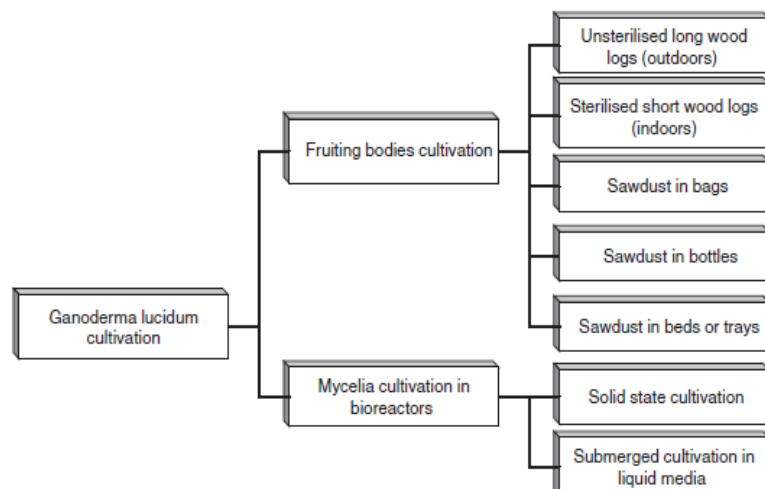 Unsterilised long wood
logs (outdoors)
Sterilised short wood logs
(indoors)
Fruiting bodies cultivation
Sawdust in bags
Sawdust in bottles
Ganoderma lucidum
cultivation
Sawdust in beds or trays
Mycelia cultivation in
bioreactors
Solid state cultivation
Submerged cultivation in
liquid media